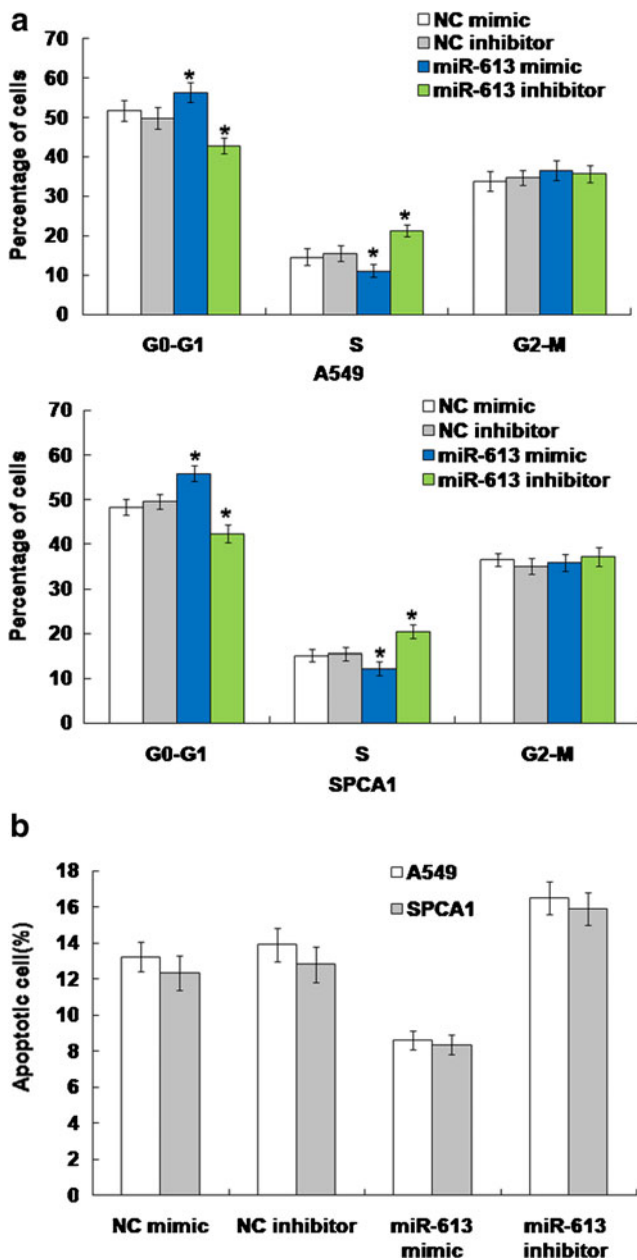 a
NC mimic
NC inhibitor
miR-613 mimic
miR-613 inhibitor
Percentage of cells
70
60
50
40
30
20
10
0
*
*
*
*
G0-G1 S G2-M
A549
NC mimic
NC inhibitor
miR-613 mimic
miR-613 inhibitor
Percentage of cells
70
60
50
40
30
20
10
0
*
*
*
*
G0-G1 S G2-M
SPCA1
b
A549
SPCA1
Apoptotic cell(%)
18
16
14
12
10
8
6
4
2
0
NC mimic NC inhibitor miR-613 mimic miR-613 inhibitor